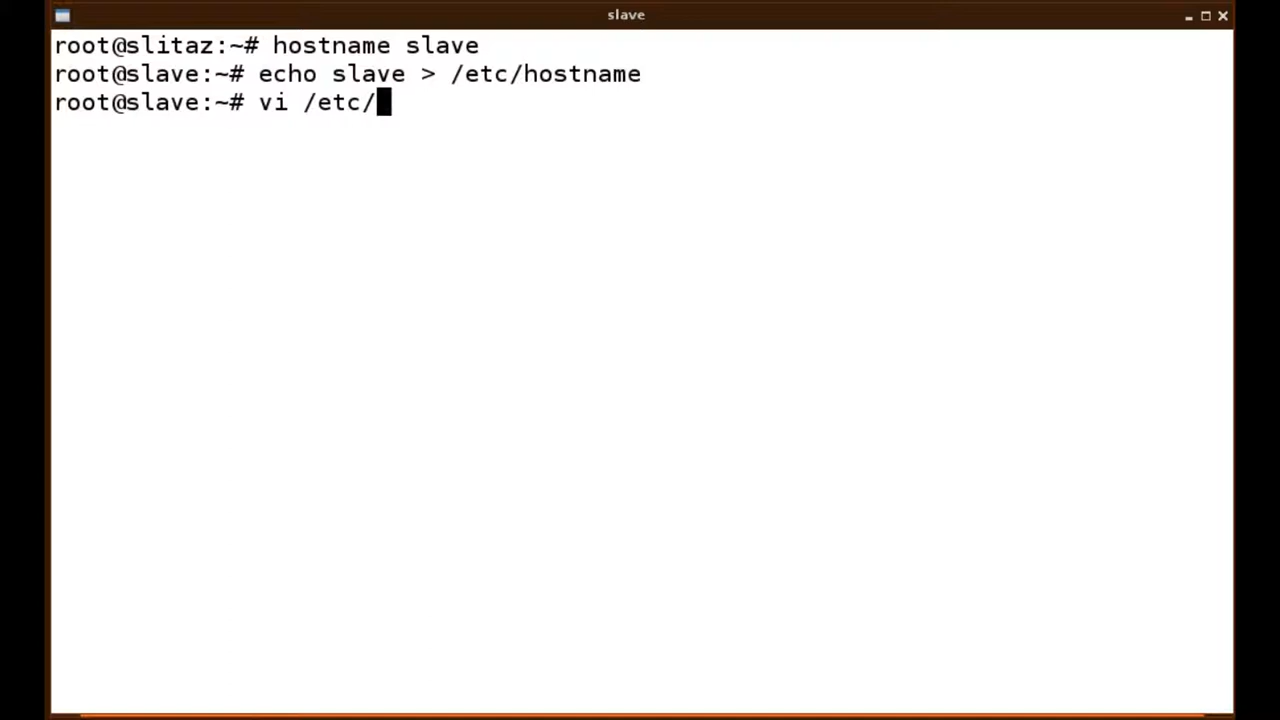 slave
root@slitaz:~# hostname slave
root@slave:~# echo slave > /etc/hostname
root@slave:~# vi /etc/